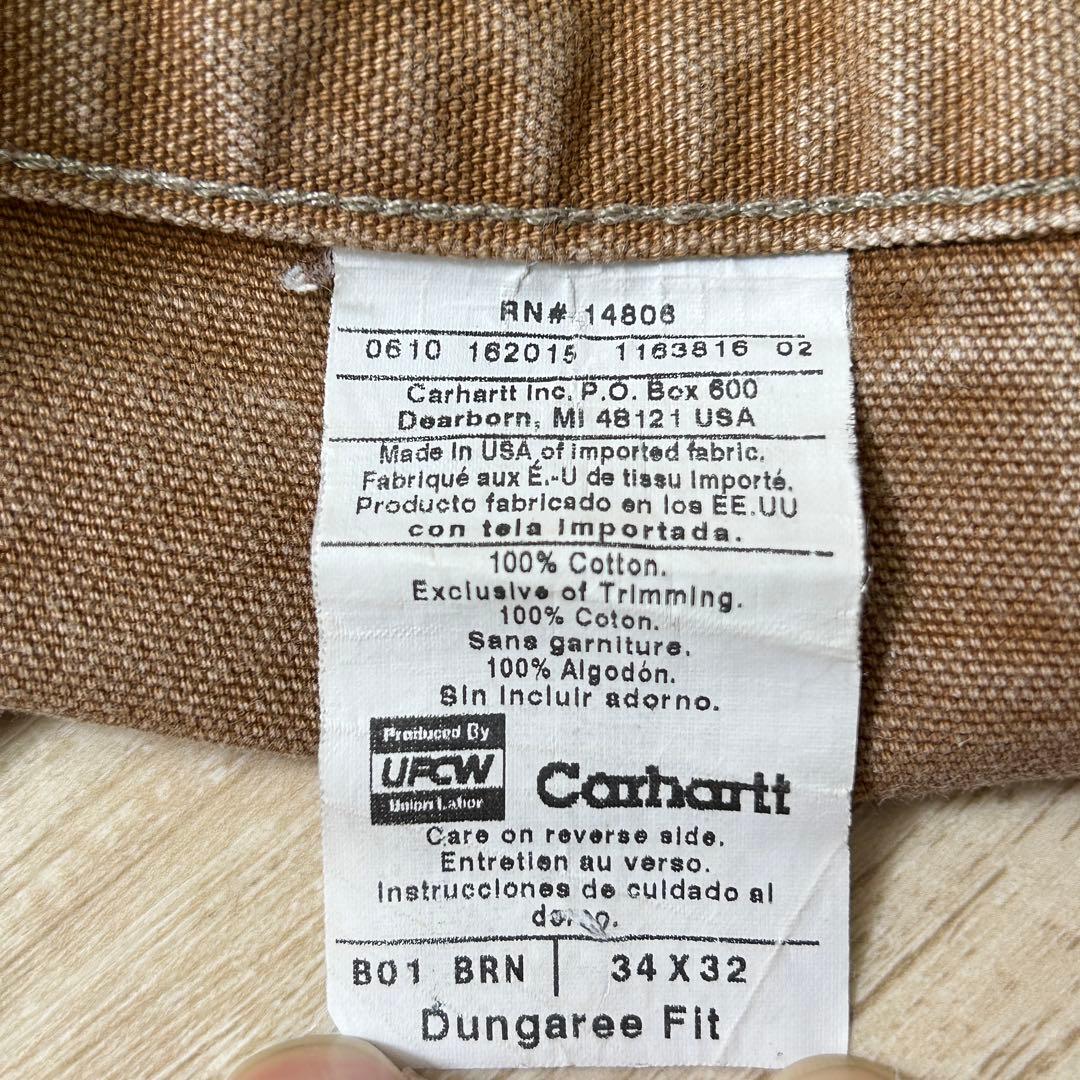 RN# 14806
0610 162015 1163816 02
Carhartt Inc. P.O. Box 600
Dearborn, MI 48121 USA
Made In USA of imported fabric.
Fabriqué aux É.-U de tissu Importé.
Producto fabricado en los EE.UU
con tela Importada.
100% Cotton.
Exclusive of Trimming.
100% Coton.
Sans garniture.
100% Algodón.
Sin Incluir adorno.
Produced By
UFCW
Union Labor
Carhartt
Care on reverse side.
Entretien au verso.
Instrucciones de cuidado al
B01 BRN 34 X 32
Dungaree Fit